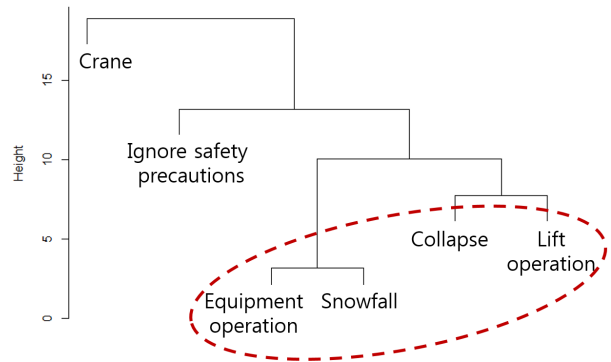 Crane
15
Ignore safety
precautions
10
Height
Collapse
Lift
operation
5
Equipment
operation
Snowfall
0